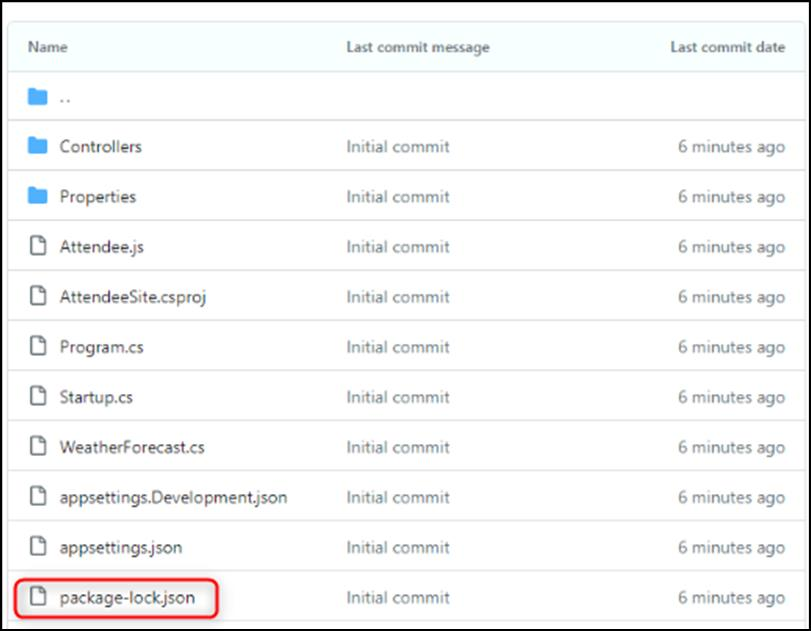 Name Last commit message Last commit date
..
Controllers Initial commit 6 minutes ago
Properties Initial commit 6 minutes ago
Attendee.js Initial commit 6 minutes ago
AttendeeSite.csproj Initial commit 6 minutes ago
Program.cs Initial commit 6 minutes ago
Startup.cs Initial commit 6 minutes ago
WeatherForecast.cs Initial commit 6 minutes ago
appsettings.Development.json Initial commit 6 minutes ago
appsettings.json Initial commit 6 minutes ago
package-lock.json Initial commit 6 minutes ago